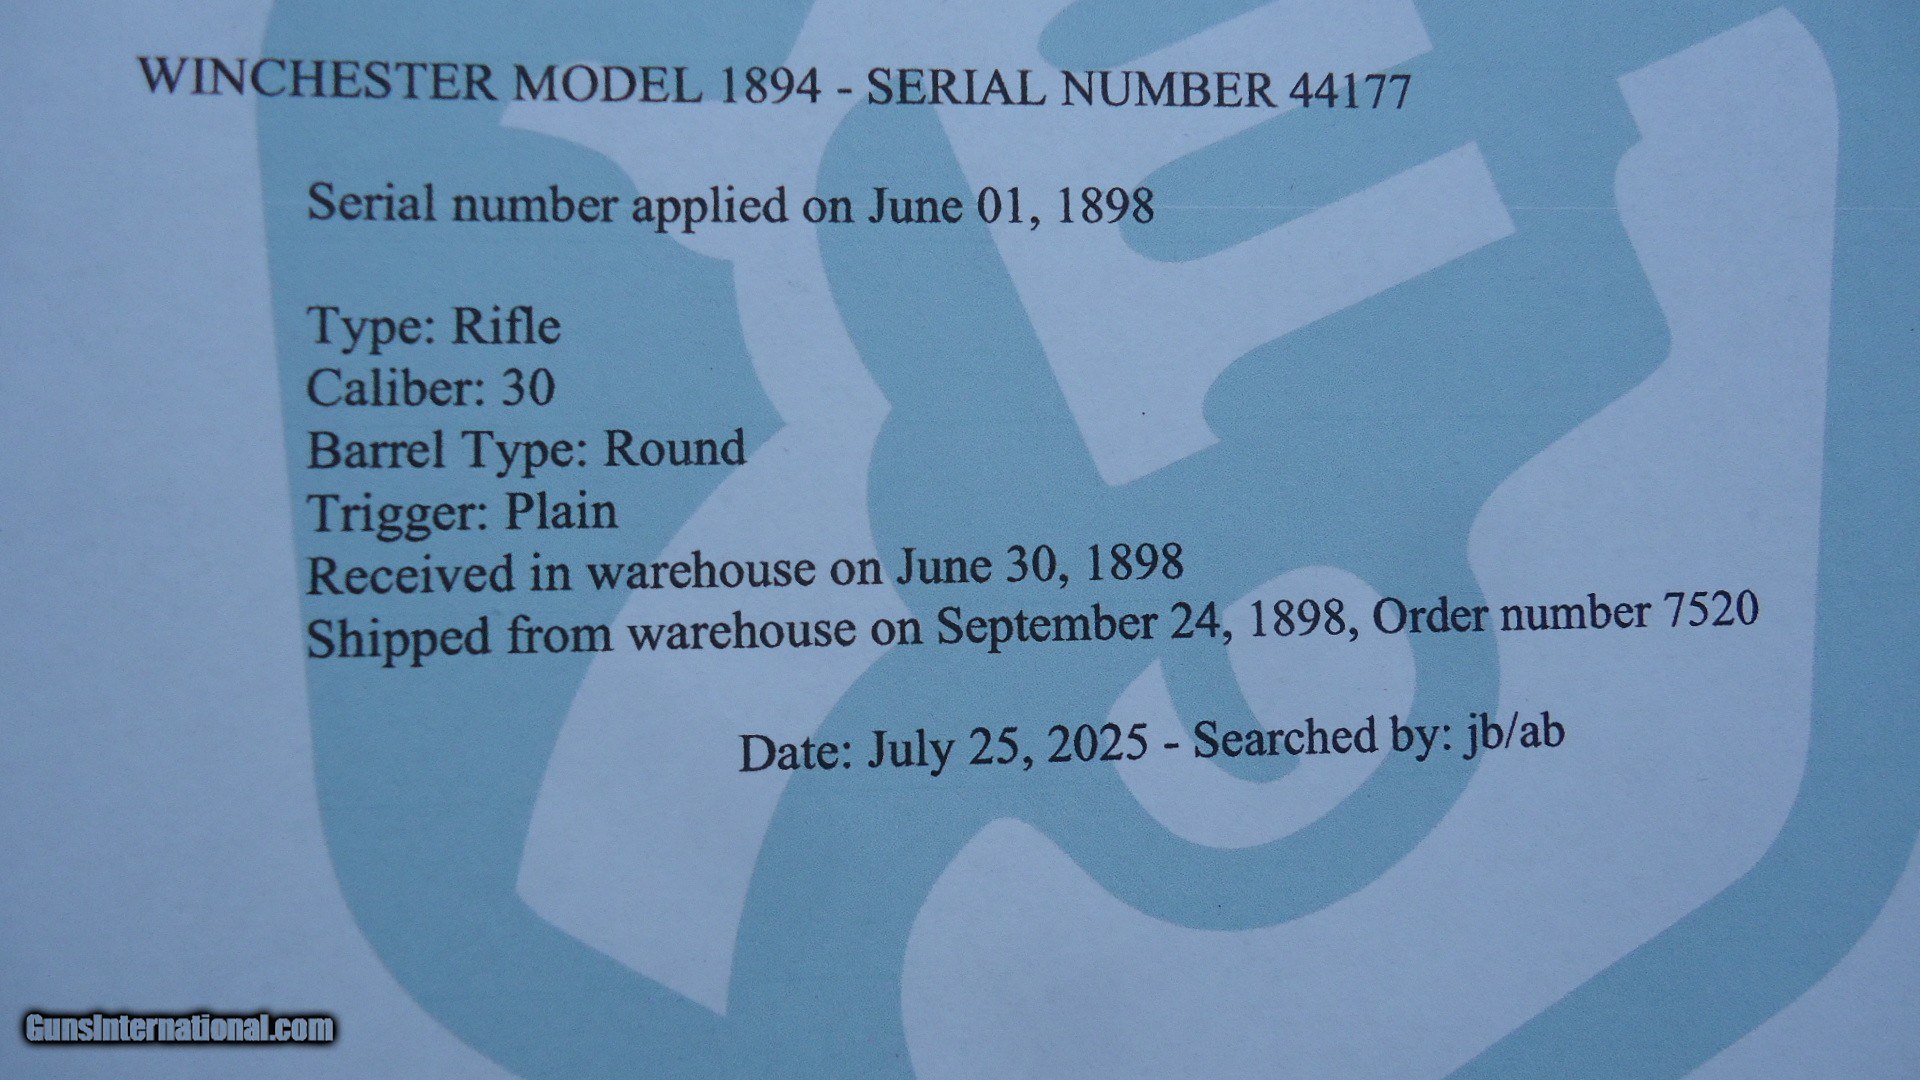 WINCHESTER MODEL 1894 - SERIAL NUMBER 44177
Serial number applied on June 01, 1898
Type: Rifle
Caliber: 30
Barrel Type: Round
Trigger: Plain
Received in warehouse on June 30, 1898
Shipped from warehouse on September 24, 1898, Order number 7520
Date: July 25, 2025 - Searched by: jb/ab
GunsInternational.com